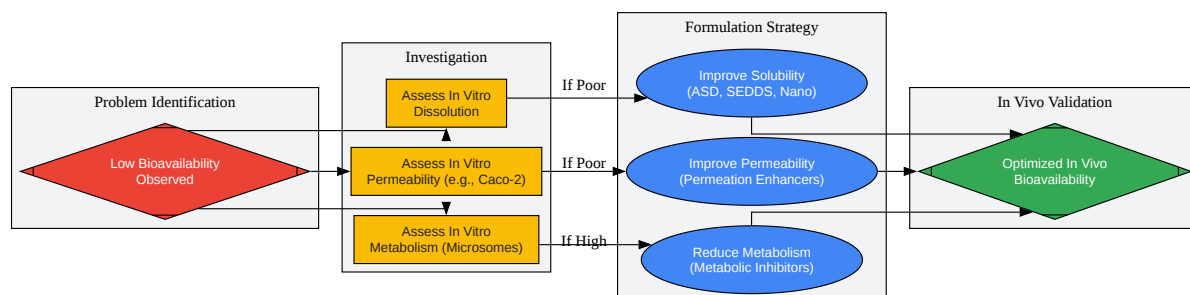 Problem Identification
Low Bioavailability
Observed
Investigation
Assess In Vitro
Dissolution
Assess In Vitro
Permeability (e.g., Caco-2)
Assess In Vitro
Metabolism (Microsomes)
If Poor
If Poor
If High
Formulation Strategy
Improve Solubility
(ASD, SEDDS, Nano)
Improve Permeability
(Permeation Enhancers)
Reduce Metabolism
(Metabolic Inhibitors)
In Vivo Validation
Optimized In Vivo
Bioavailability